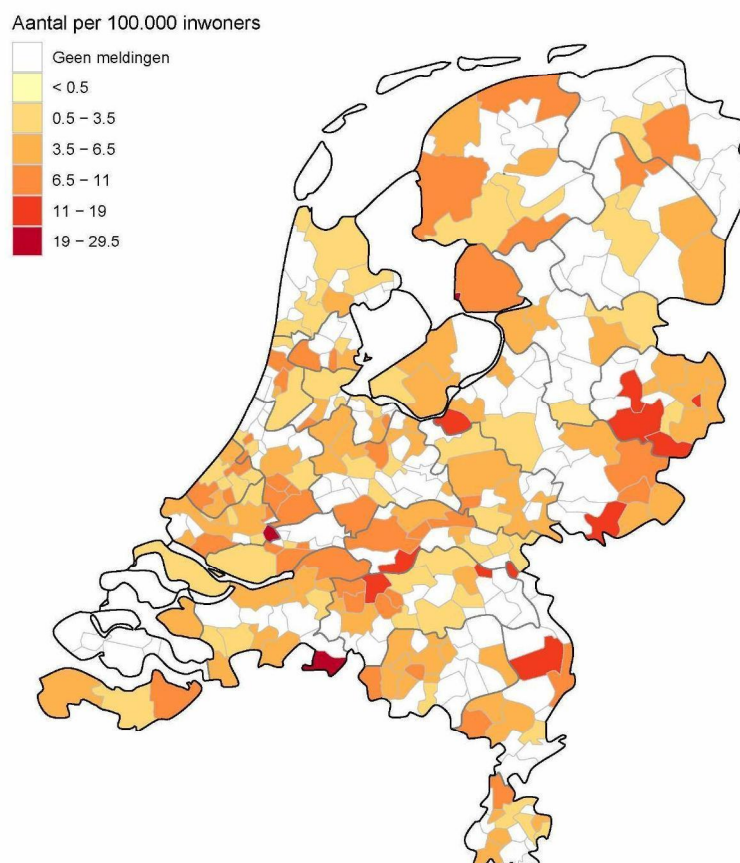 Aantal per 100.000 inwoners
Geen meldingen
< 0.5
0.5 – 3.5
3.5 – 6.5
6.5 – 11
11 – 19
19 – 29.5